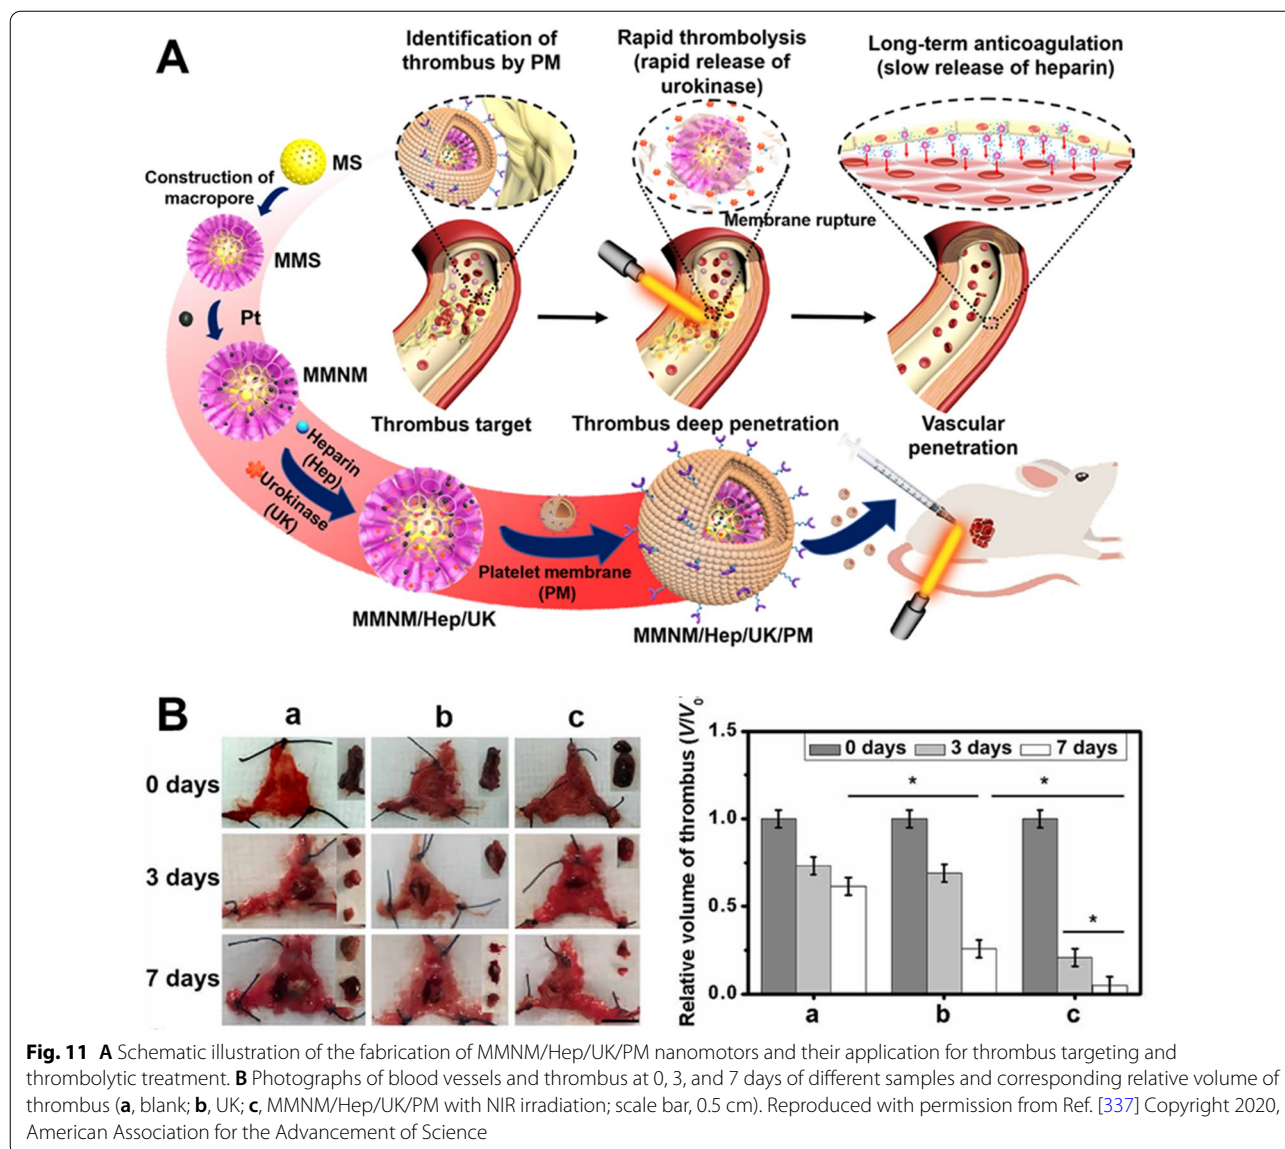 A
Identification of
thrombus by PM
Rapid thrombolysis
(rapid release of
urokinase)
Long-term anticoagulation
(slow release of heparin)
MS
Construction of
macropore
MMS
Pt
MMNM
Membrane rupture
Thrombus target
Thrombus deep penetration
Vascular
penetration
Heparin
(Hep)
Urokinase
(UK)
MMNM/Hep/UK
Platelet membrane
(PM)
MMNM/Hep/UK/PM
B
a
b
c
0 days
3 days
7 days
Relative volume of thrombus (V/V0)
1.5
1.0
0.5
0.0
0 days
3 days
7 days
*
*
*
a
b
c
Fig. 11 A Schematic illustration of the fabrication of MMNM/Hep/UK/PM nanomotors and their application for thrombus targeting and
thrombolytic treatment. B Photographs of blood vessels and thrombus at 0, 3, and 7 days of different samples and corresponding relative volume of
thrombus (a, blank; b, UK; c, MMNM/Hep/UK/PM with NIR irradiation; scale bar, 0.5 cm). Reproduced with permission from Ref. [337] Copyright 2020,
American Association for the Advancement of Science